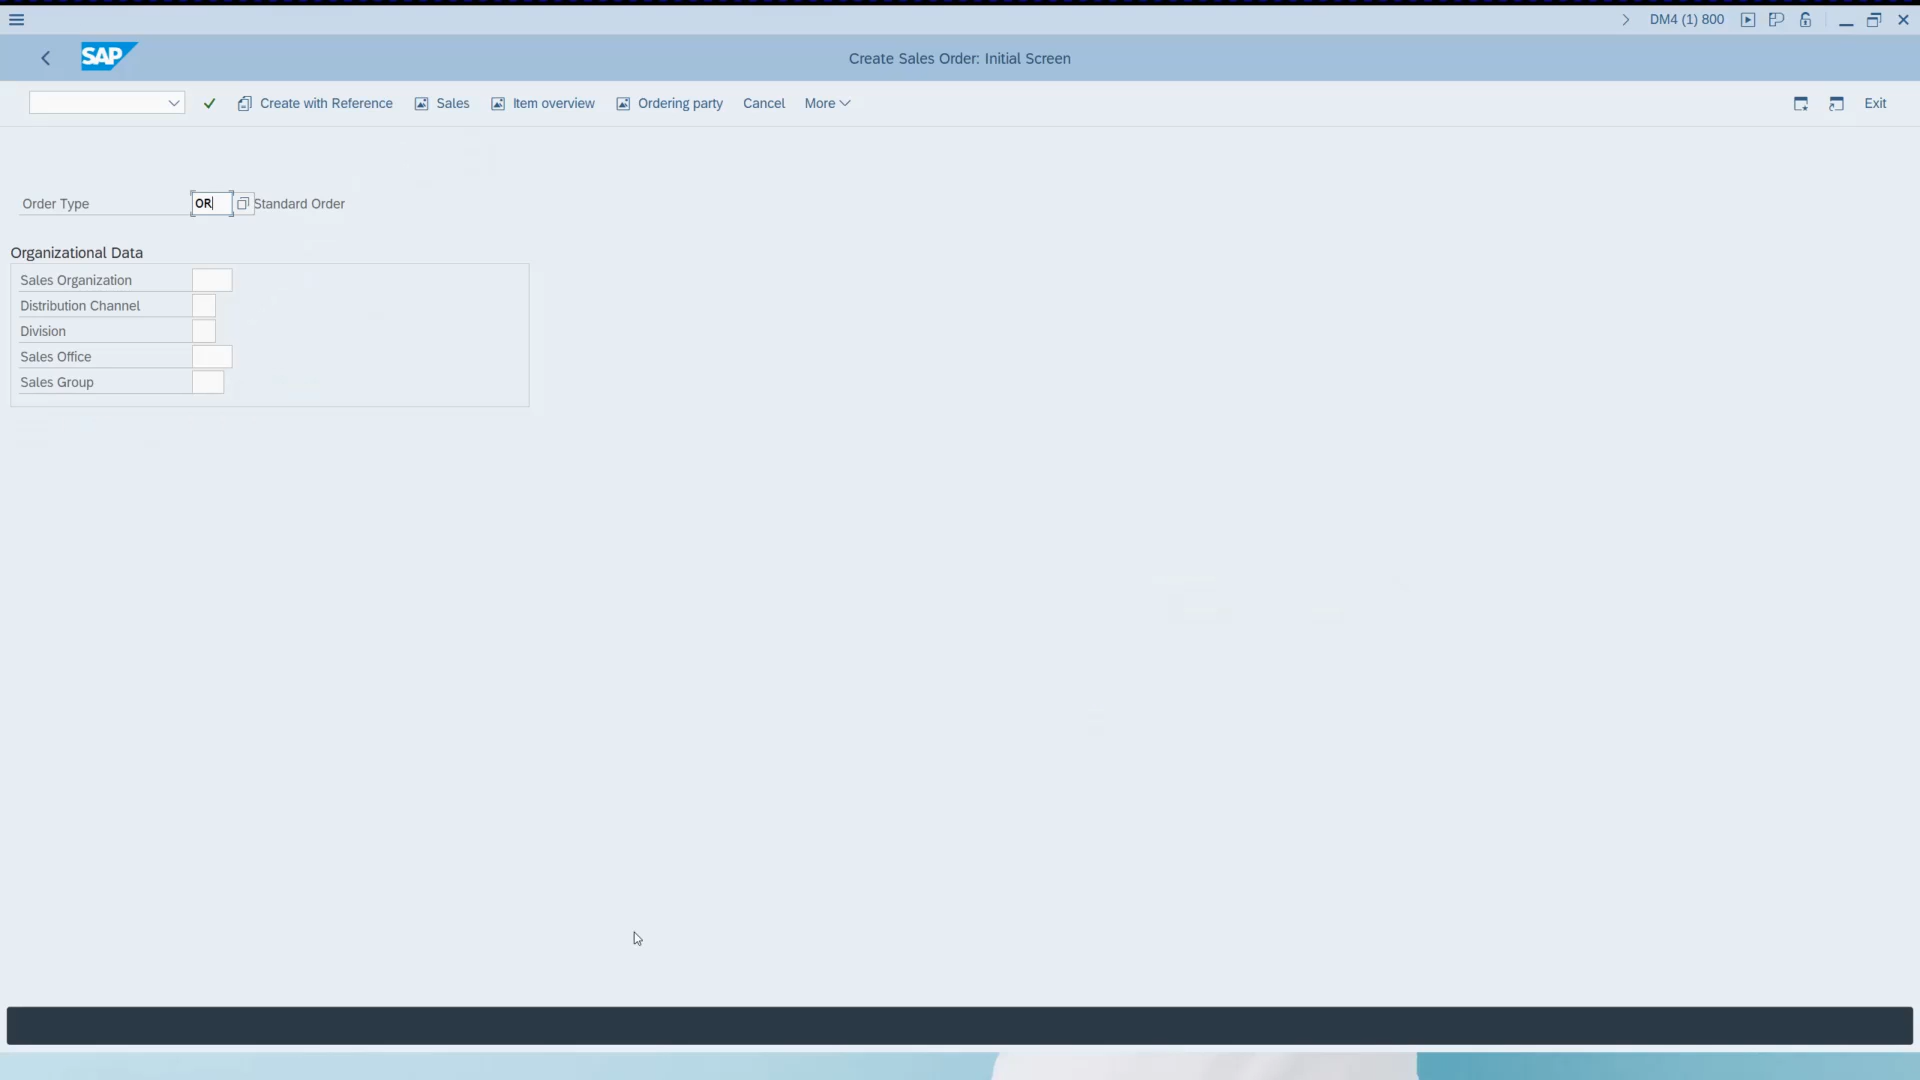 DM4 (1) 800
SAP
Create Sales Order: Initial Screen
Create with Reference Sales Item overview Ordering party Cancel More Exit
Order Type OR Standard Order
Organizational Data
Sales Organization
Distribution Channel
Division
Sales Office
Sales Group